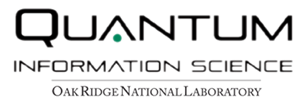 QUANTUM
INFORMATION SCIENCE
OAK RIDGE NATIONAL LABORATORY